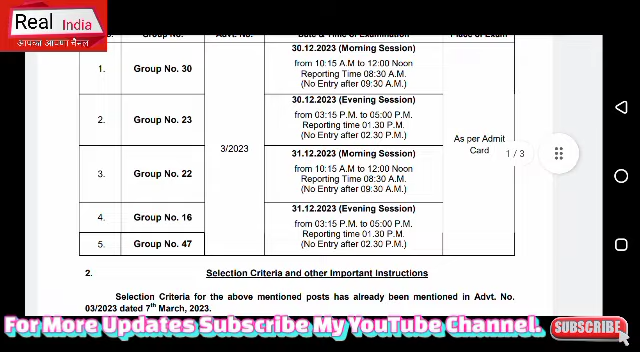 Real India
आपका अपना चैनल
Group No. Advt. No. Date & Time of Examination Place of Exam
1. Group No. 30 3/2023 30.12.2023 (Morning Session)
from 10:15 A.M to 12:00 Noon
Reporting Time 08:30 A.M.
(No Entry after 09:30 A.M.)
As per Admit
Card
2. Group No. 23 30.12.2023 (Evening Session)
from 03:15 P.M. to 05:00 P.M.
Reporting time 01.30 P.M.
(No Entry after 02.30 P.M.)
3. Group No. 22 31.12.2023 (Morning Session)
from 10:15 A.M to 12:00 Noon
Reporting Time 08:30 A.M.
(No Entry after 09:30 A.M.)
4. Group No. 16 31.12.2023 (Evening Session)
from 03:15 P.M. to 05:00 P.M.
Reporting time 01.30 P.M.
(No Entry after 02.30 P.M.)
5. Group No. 47
1 / 3
2. Selection Criteria and other Important Instructions
Selection Criteria for the above mentioned posts has already been mentioned in Advt. No.
03/2023 dated 7th March, 2023.
For More Updates Subscribe My YouTube Channel.
SUBSCRIBE